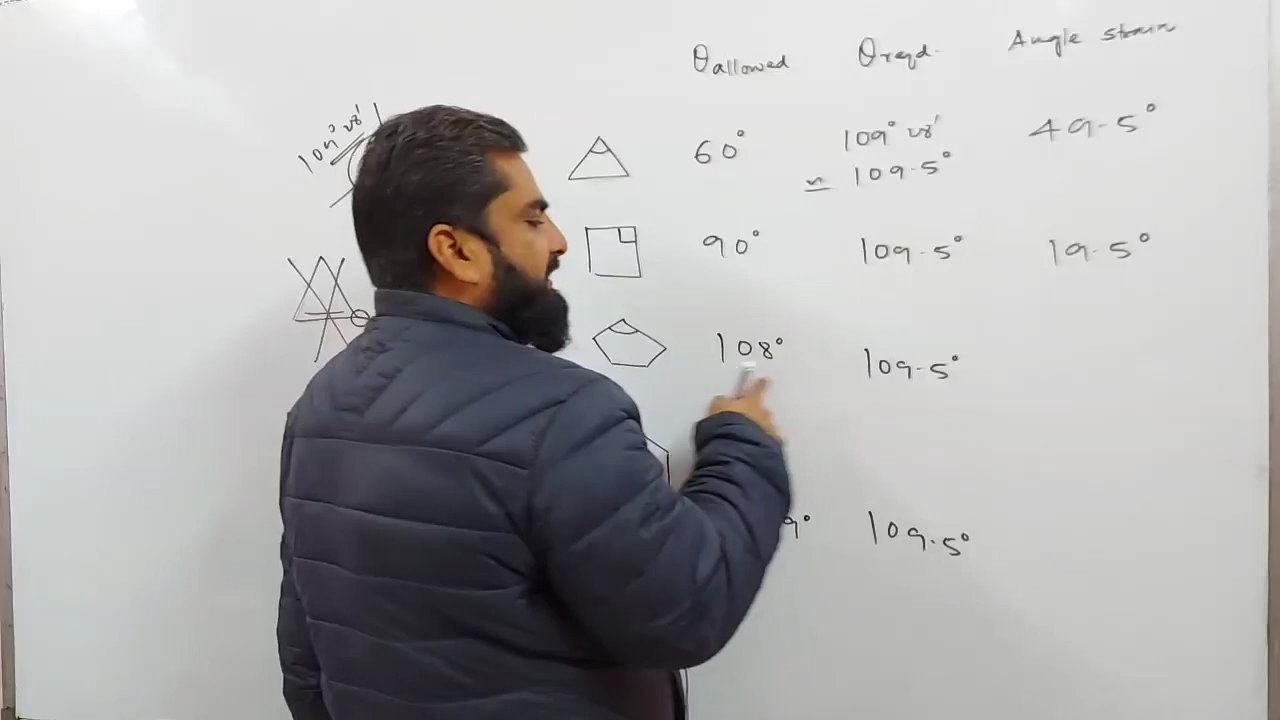 θallowed θreqd. Angle strain
109° 28'
60° 109° 28' 49.5°
≈ 109.5°
90° 109.5° 19.5°
108° 109.5°
9° 109.5°